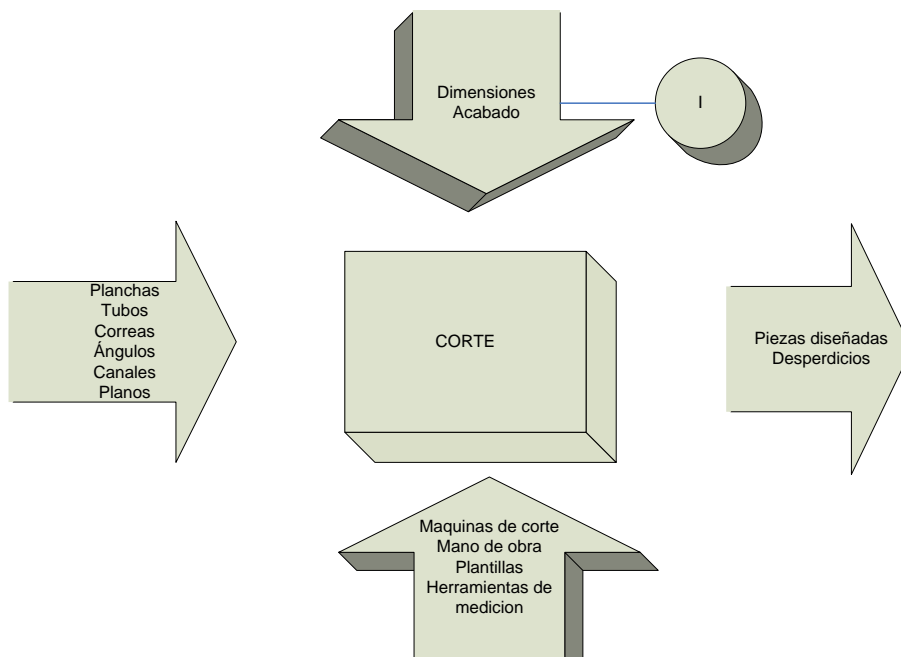 Dimensiones
Acabado
I
Planchas
Tubos
Correas
Ángulos
Canales
Planos
CORTE
Piezas diseñadas
Desperdicios
Maquinas de corte
Mano de obra
Plantillas
Herramientas de
medicion